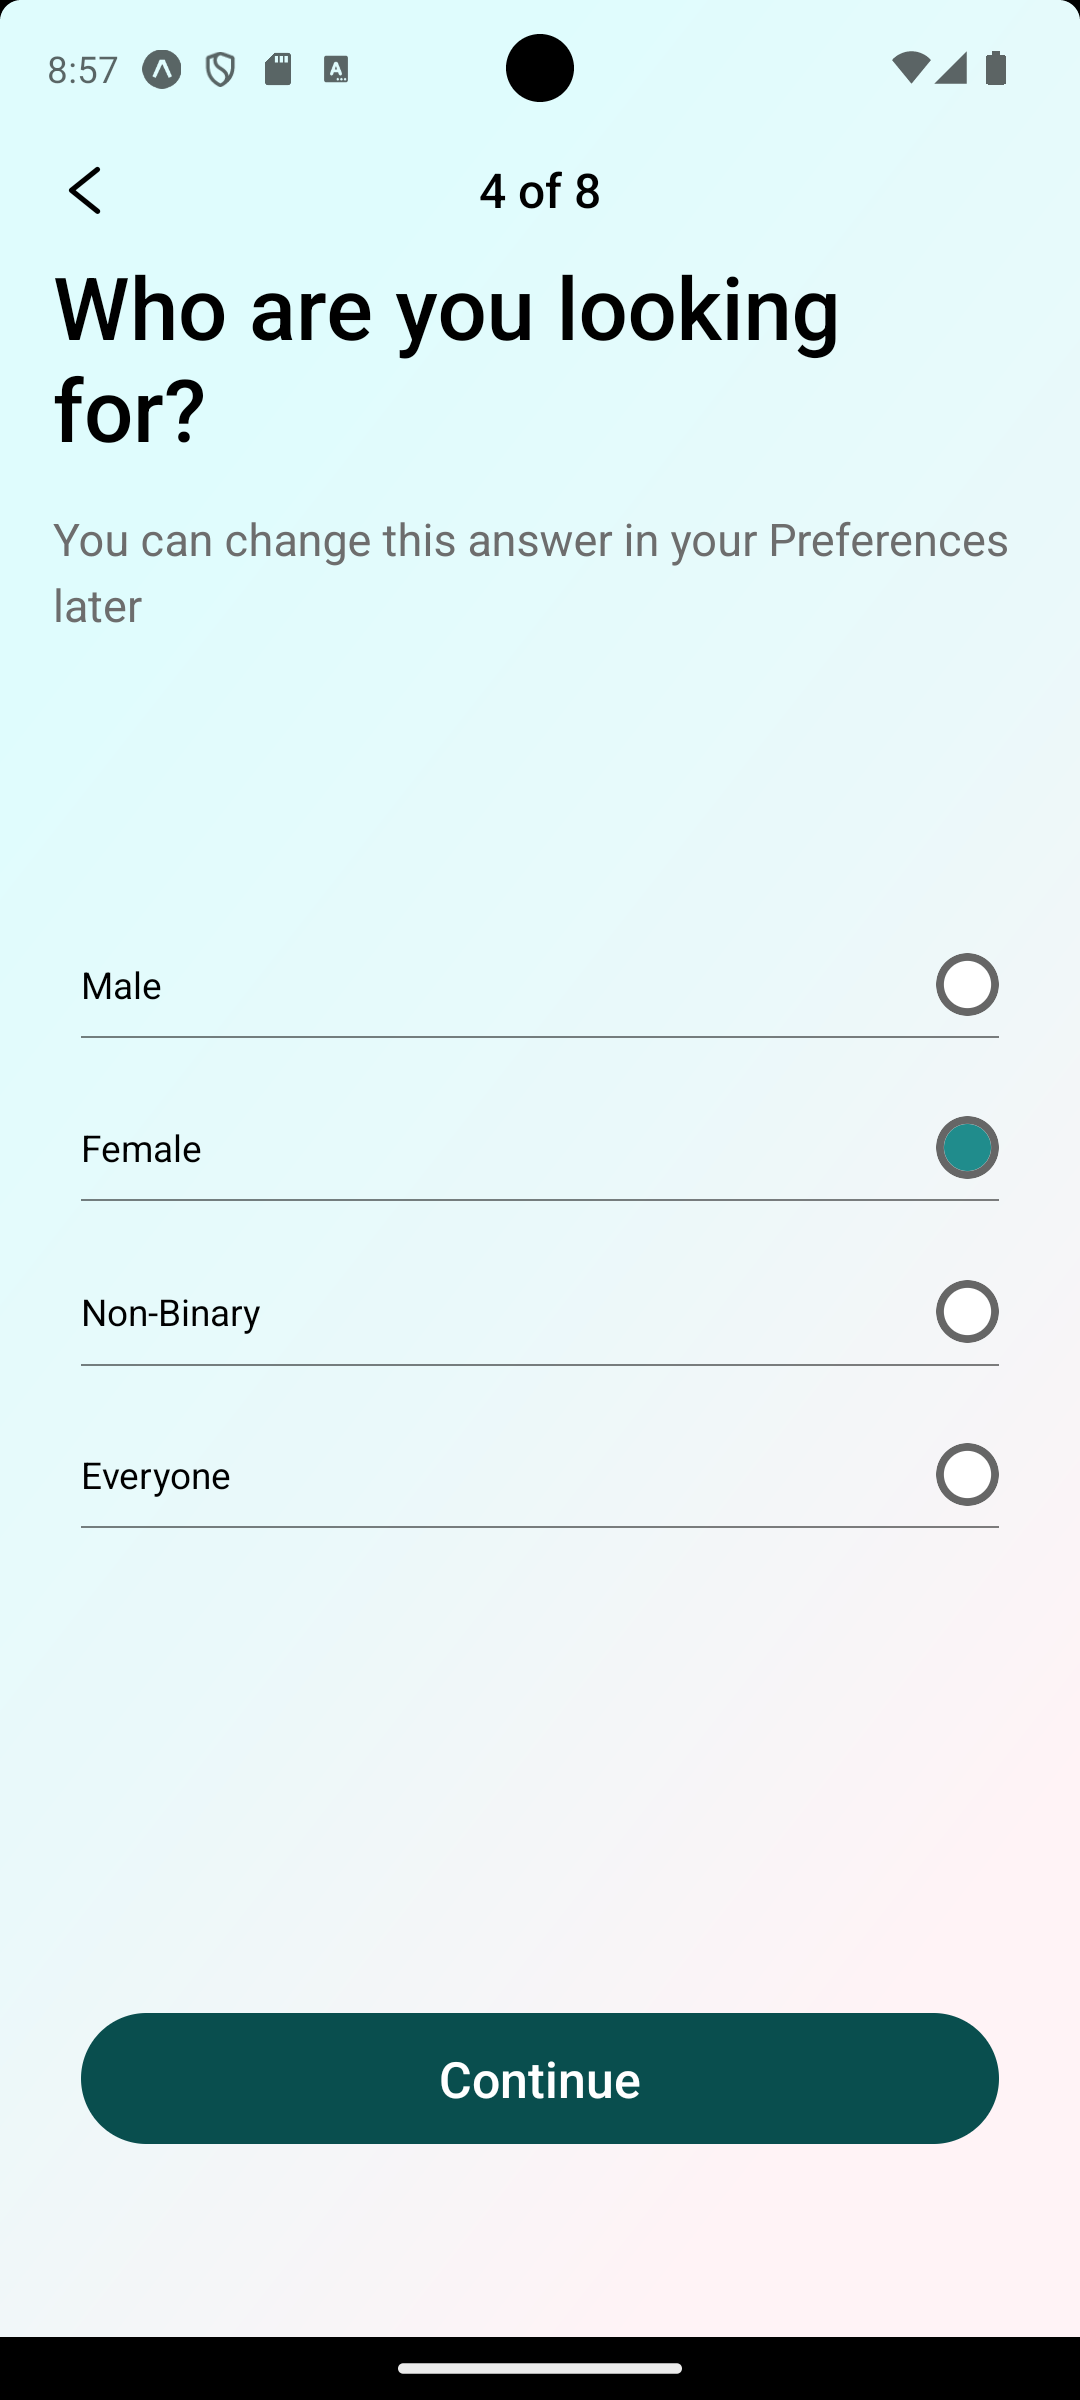 8:57
4 of 8
Who are you looking
for?
You can change this answer in your Preferences
later
Male
Female
Non-Binary
Everyone
Continue